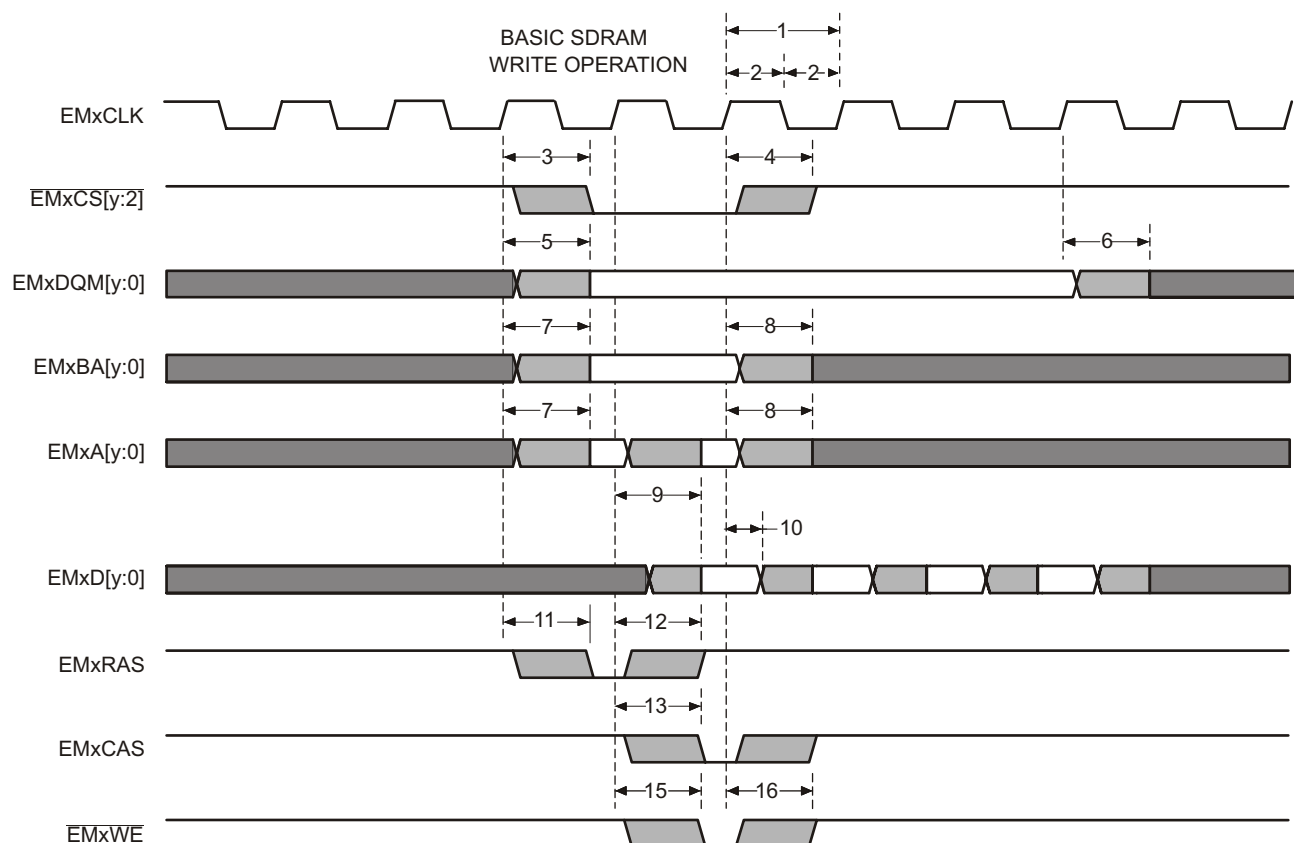 1
BASIC SDRAM
WRITE OPERATION
2 2
EMxCLK
3 4
EMxCS[y:2]
5 6
EMxDQM[y:0]
7 8
EMxBA[y:0]
7 8
EMxA[y:0]
9
10
EMxD[y:0]
11 12
EMxRAS
13
EMxCAS
15 16
EMxWE